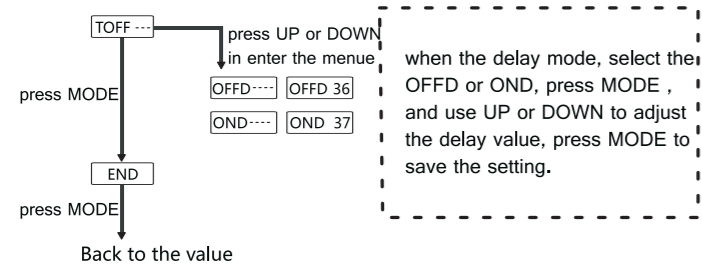 TOFF ---
press UP or DOWN
in enter the menue
OFFD---- OFFD 36
OND---- OND 37
press MODE
END
press MODE
Back to the value
when the delay mode, select the
OFFD or OND, press MODE ,
and use UP or DOWN to adjust
the delay value, press MODE to
save the setting.